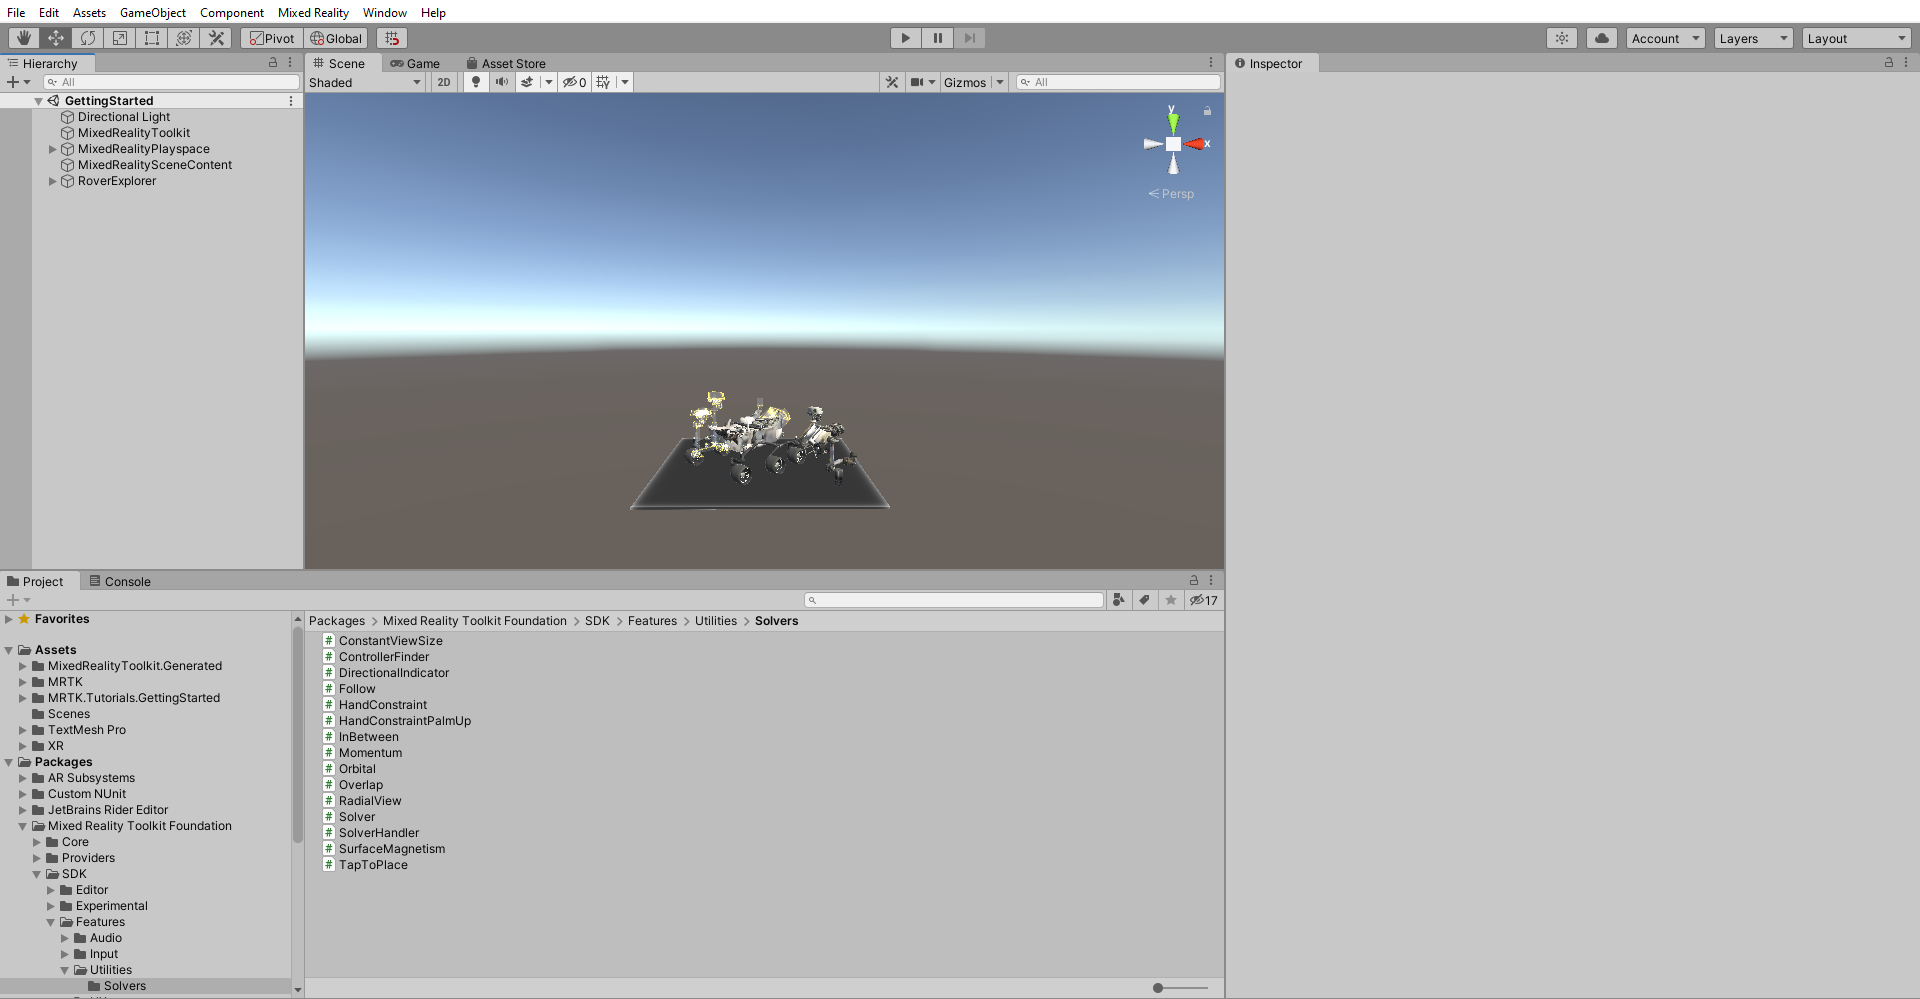 File Edit Assets GameObject Component Mixed Reality Window Help
Pivot Global Account Layers Layout
Hierarchy
All
GettingStarted
Directional Light
MixedRealityToolkit
MixedRealityPlayspace
MixedRealitySceneContent
RoverExplorer
Scene Game Asset Store
Shaded 2D 0 Gizmos All
y
x
Persp
Inspector
Project Console
17
Favorites
Assets
MixedRealityToolkit.Generated
MRTK
MRTK.Tutorials.GettingStarted
Scenes
TextMesh Pro
XR
Packages
AR Subsystems
Custom NUnit
JetBrains Rider Editor
Mixed Reality Toolkit Foundation
Core
Providers
SDK
Editor
Experimental
Features
Audio
Input
Utilities
Solvers
Packages > Mixed Reality Toolkit Foundation > SDK > Features > Utilities > Solvers
# ConstantViewSize
# ControllerFinder
# DirectionalIndicator
# Follow
# HandConstraint
# HandConstraintPalmUp
# InBetween
# Momentum
# Orbital
# Overlap
# RadialView
# Solver
# SolverHandler
# SurfaceMagnetism
# TapToPlace